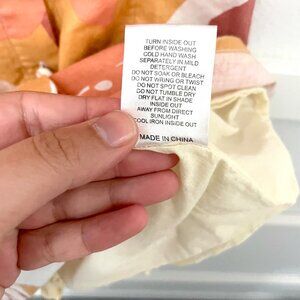 TURN INSIDE OUT
BEFORE WASHING
COLD HAND WASH
SEPARATELY IN MILD
DETERGENT
DO NOT SOAK OR BLEACH
DO NOT WRING OR TWIST
DO NOT SPOT CLEAN
DO NOT TUMBLE DRY
DRY FLAT IN SHADE
INSIDE OUT
AWAY FROM DIRECT
SUNLIGHT
COOL IRON INSIDE OUT
MADE IN CHINA